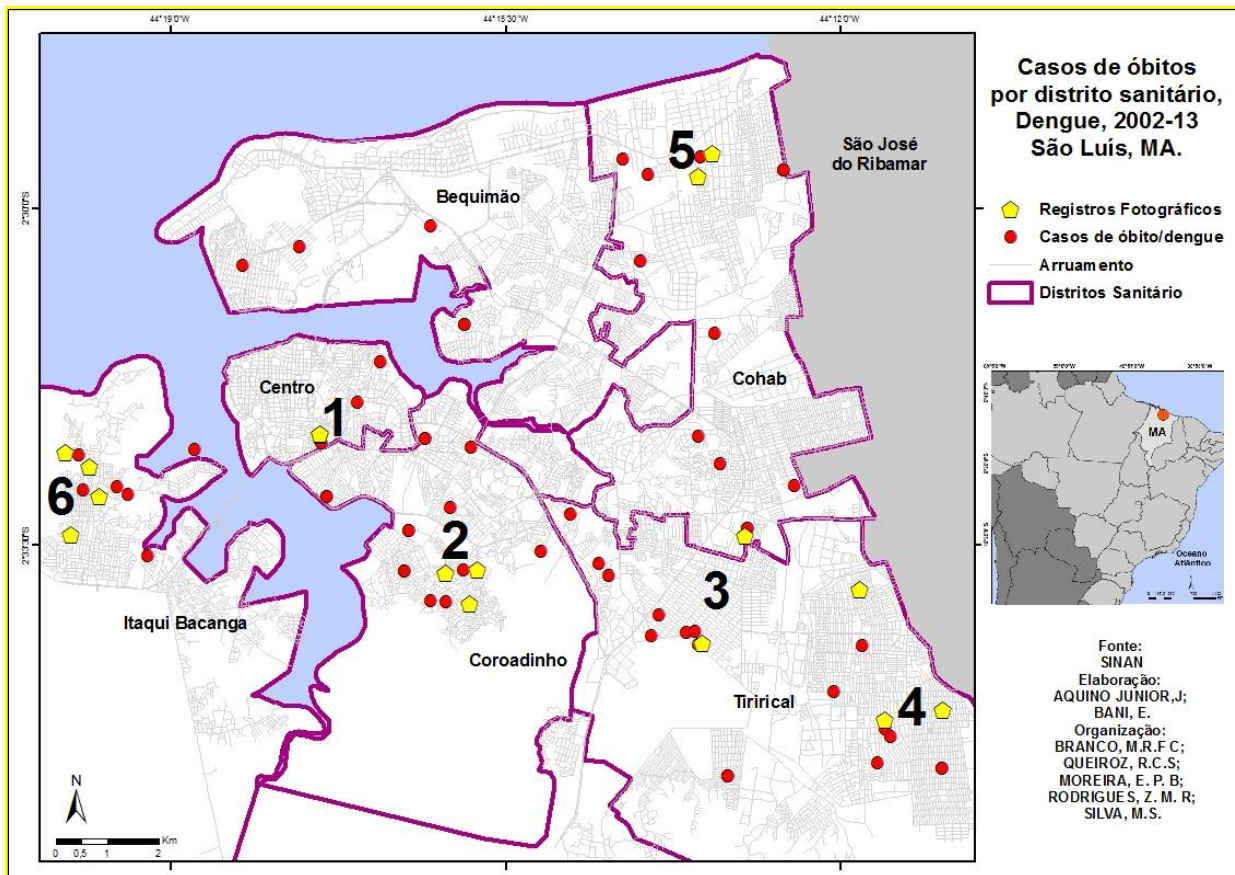 44°19'0"W
44°15'30"W
44°12'0"W
2°30'0"S
2°33'30"S
Bequimão
5
São José
do Ribamar
Centro
1
Cohab
6
2
3
Itaqui Bacanga
Coroadinho
Tirirical
4
N
Km
0 0,5 1 2
Casos de óbitos
por distrito sanitário,
Dengue, 2002-13
São Luís, MA.
Registros Fotográficos
Casos de óbito/dengue
Arruamento
Distritos Sanitário
MA
Oceano
Atlântico
Fonte:
SINAN
Elaboração:
AQUINO JUNIOR,J;
BANI, E.
Organização:
BRANCO, M.R.F C;
QUEIROZ, R.C.S;
MOREIRA, E. P. B;
RODRIGUES, Z. M. R;
SILVA, M.S.